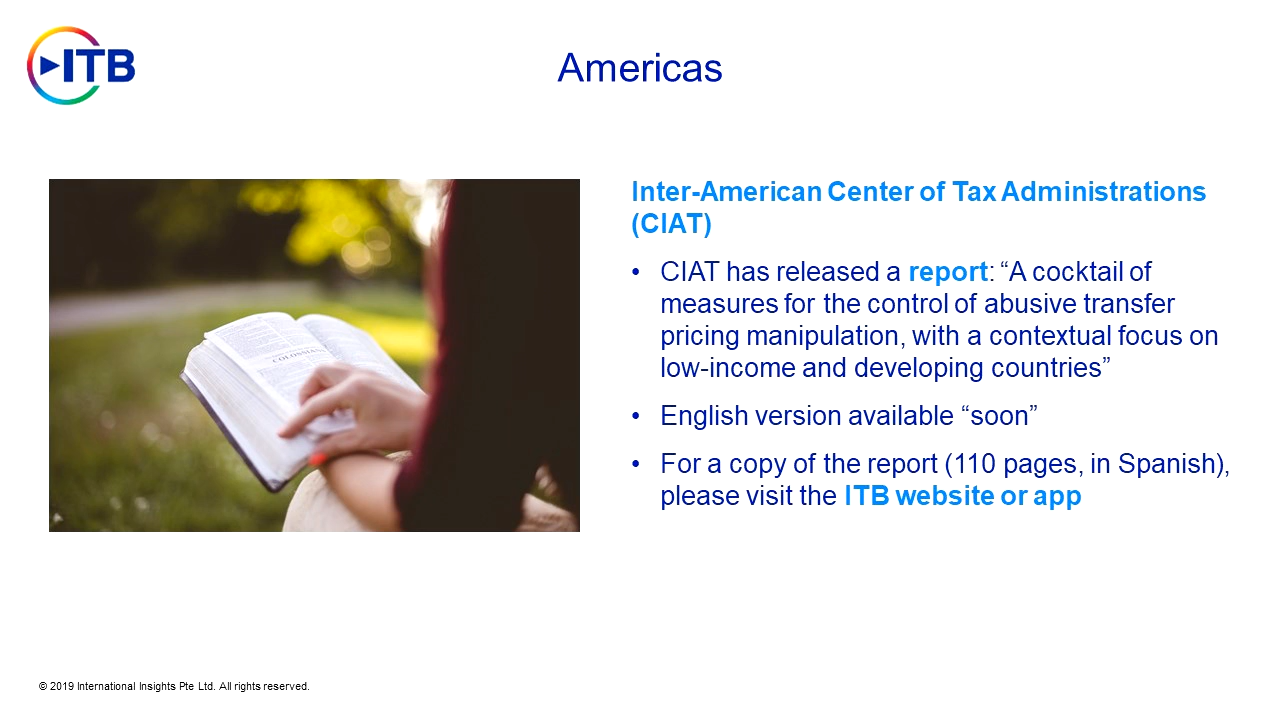 ITB
Americas
COLOSSIANS
Inter-American Center of Tax Administrations
(CIAT)
• CIAT has released a report: “A cocktail of
measures for the control of abusive transfer
pricing manipulation, with a contextual focus on
low-income and developing countries”
• English version available “soon”
• For a copy of the report (110 pages, in Spanish),
please visit the ITB website or app
© 2019 International Insights Pte Ltd. All rights reserved.